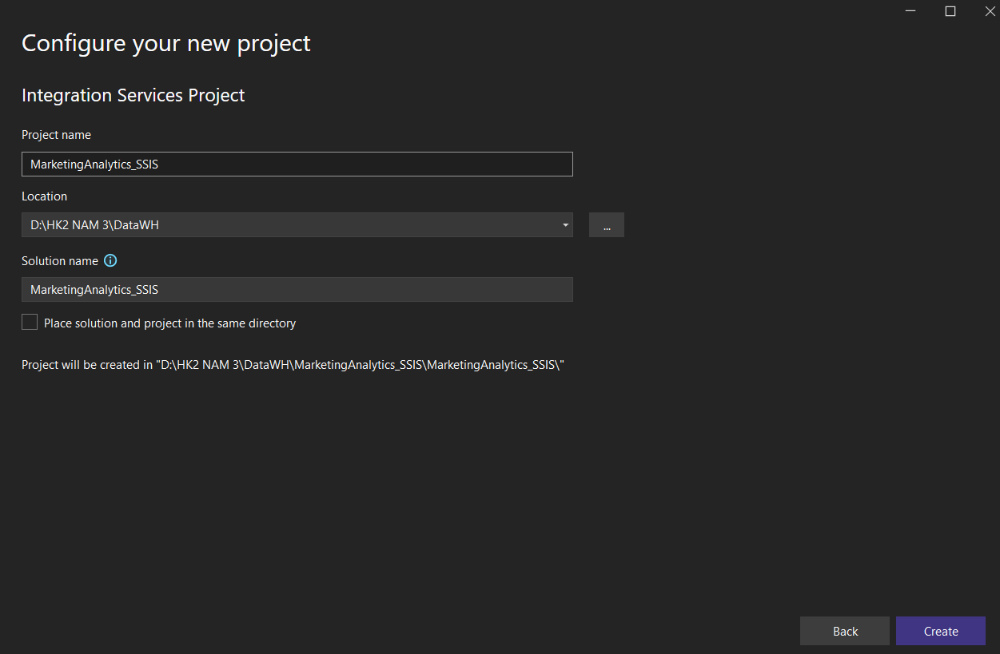 Configure your new project
Integration Services Project
Project name
MarketingAnalytics_SSIS
Location
D:\HK2 NAM 3\DataWH
...
Solution name
MarketingAnalytics_SSIS
Place solution and project in the same directory
Project will be created in "D:\HK2 NAM 3\DataWH\MarketingAnalytics_SSIS\MarketingAnalytics_SSIS\"
Back
Create